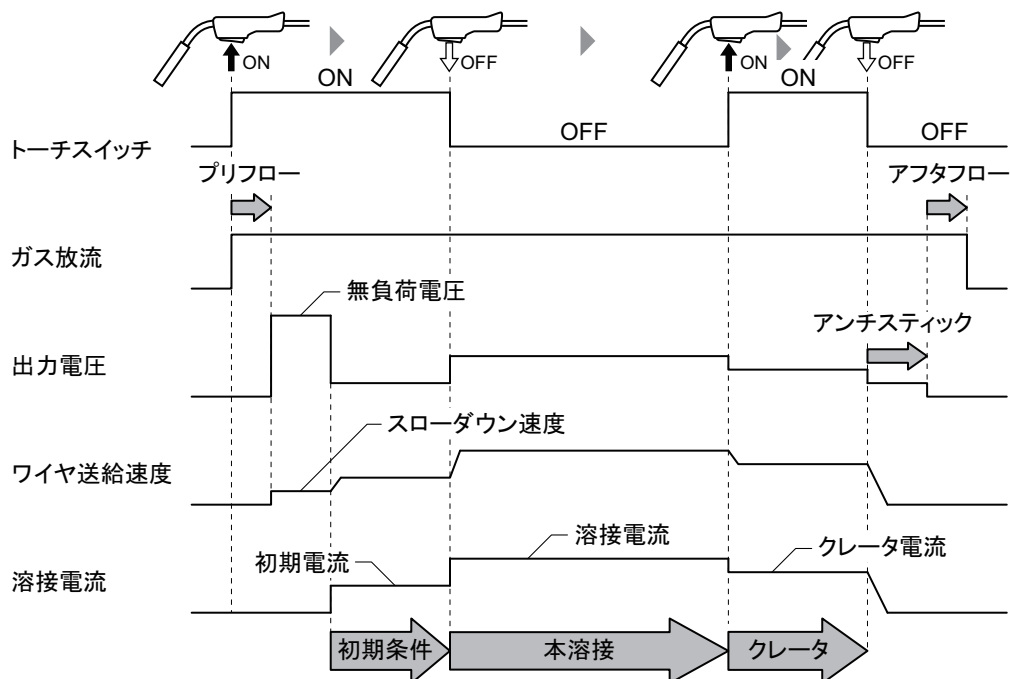 ON
OFF
ON
OFF
ON
OFF
ON
OFF
トーチスイッチ
プリフロー
アフタフロー
ガス放流
無負荷電圧
アンチスティック
出力電圧
スローダウン速度
ワイヤ送給速度
溶接電流
クレータ電流
初期電流
溶接電流
初期条件
本溶接
クレータ